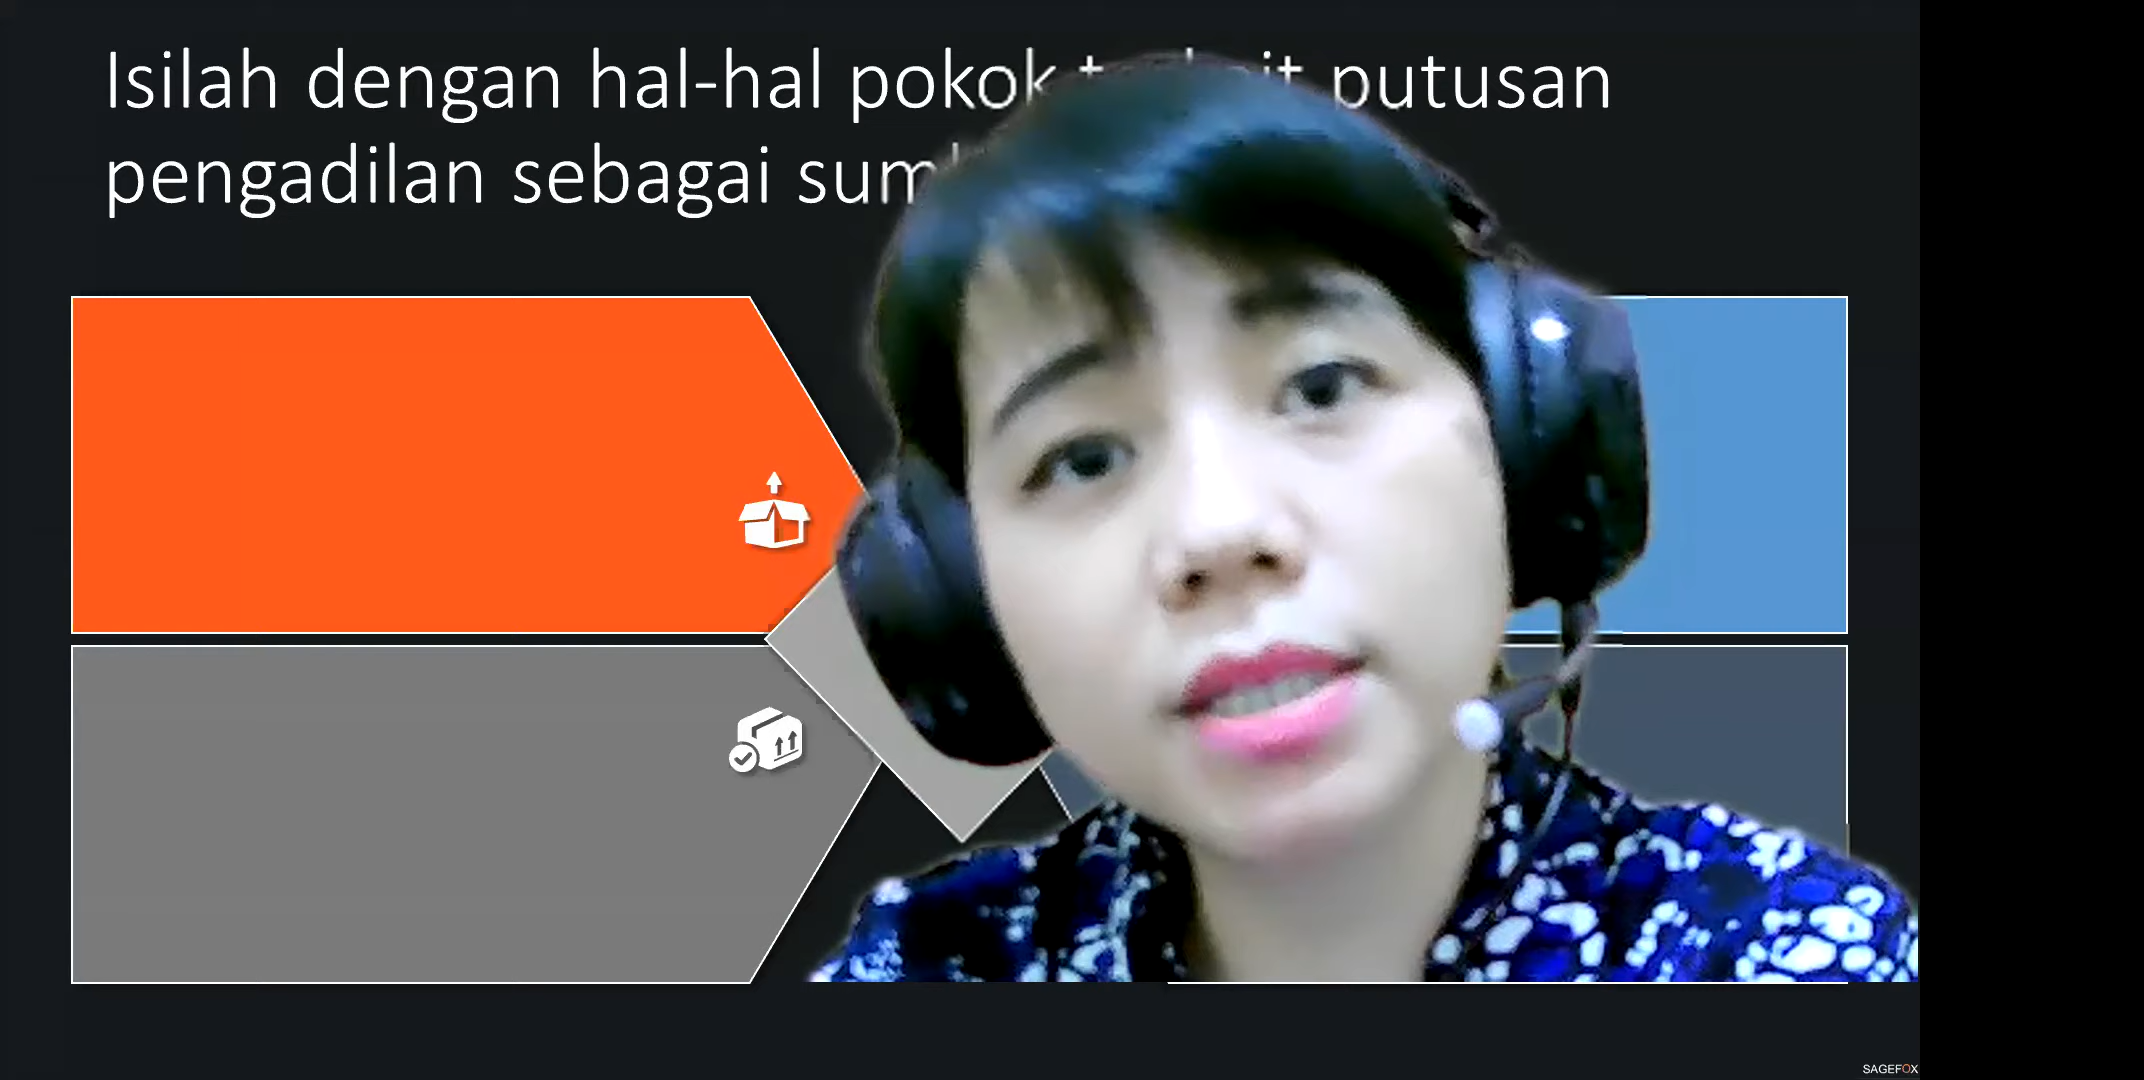 Isilah dengan hal-hal pokok putusan
pengadilan sebagai
SAGEFOX